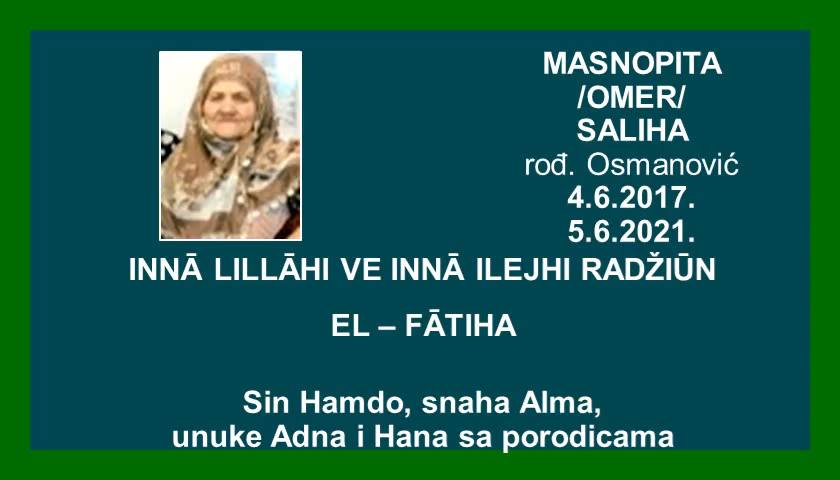 MASNOPITA
/OMER/
SALIHA
rođ. Osmanović
4.6.2017.
5.6.2021.
INNĀ LILLĀHI VE INNĀ ILEJHI RADŽIŪN
EL – FĀTIHA
Sin Hamdo, snaha Alma,
unuke Adna i Hana sa porodicama